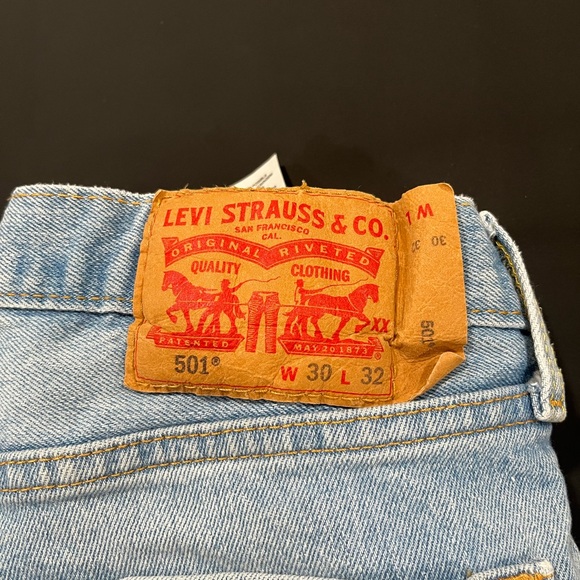 LEVI STRAUSS & CO.
SAN FRANCISCO
CAL.
ORIGINAL RIVETED
QUALITY CLOTHING
XX
PATENTED MAY 20 1873
501® W 30 L 32
W L
30 32
501®